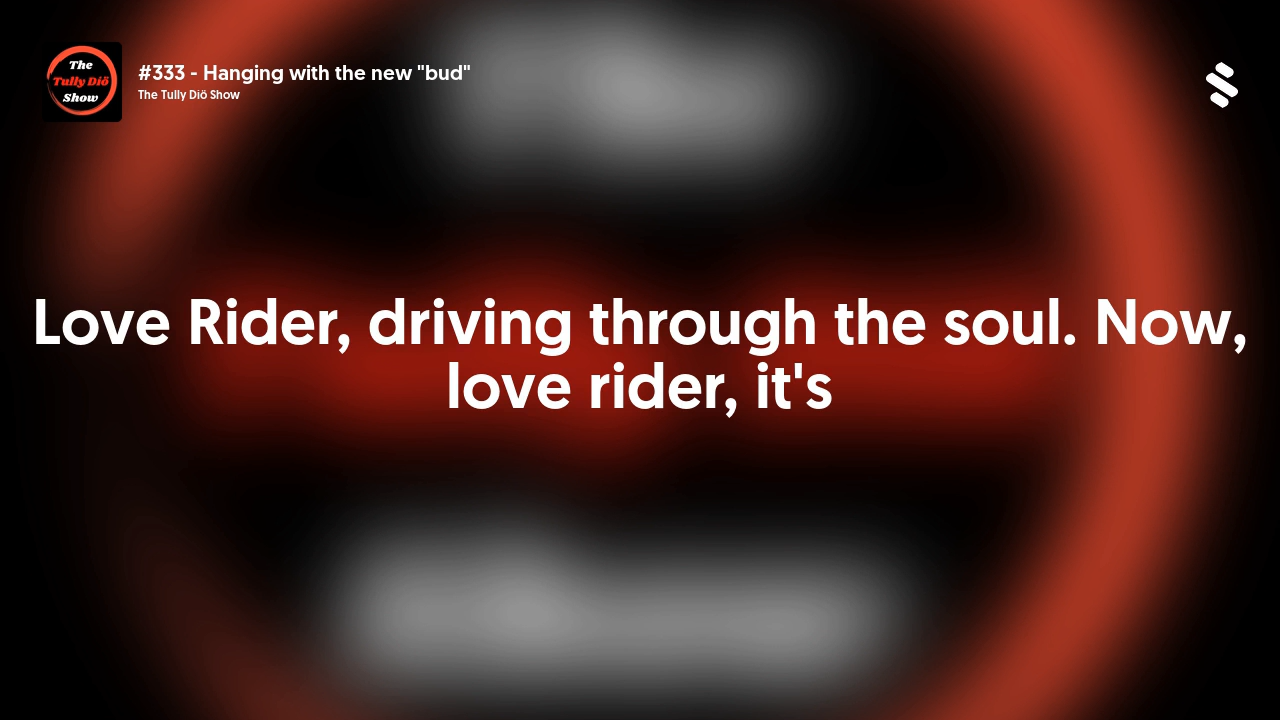 The
Tully Diö
Show
#333 - Hanging with the new "bud"
The Tully Diö Show
Love Rider, driving through the soul. Now,
love rider, it's